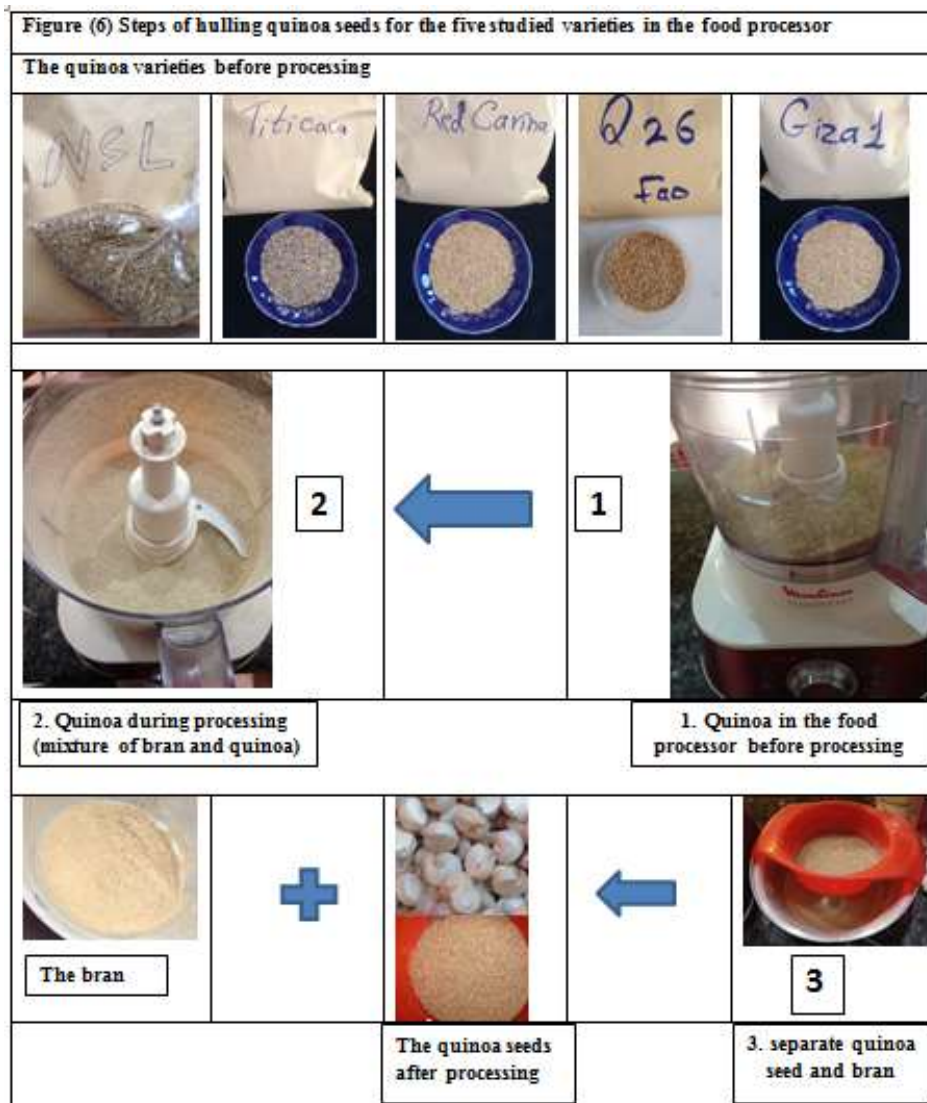 Figure (6) Steps of hulling quinoa seeds for the five studied varieties in the food processor
The quinoa varieties before processing
NSL
Titicaca
Red Carina
Q 26
Fao
Giza1
2
1
Moulinex
2. Quinoa during processing
(mixture of bran and quinoa)
1. Quinoa in the food
processor before processing
The bran
3
The quinoa seeds
after processing
3. separate quinoa
seed and bran